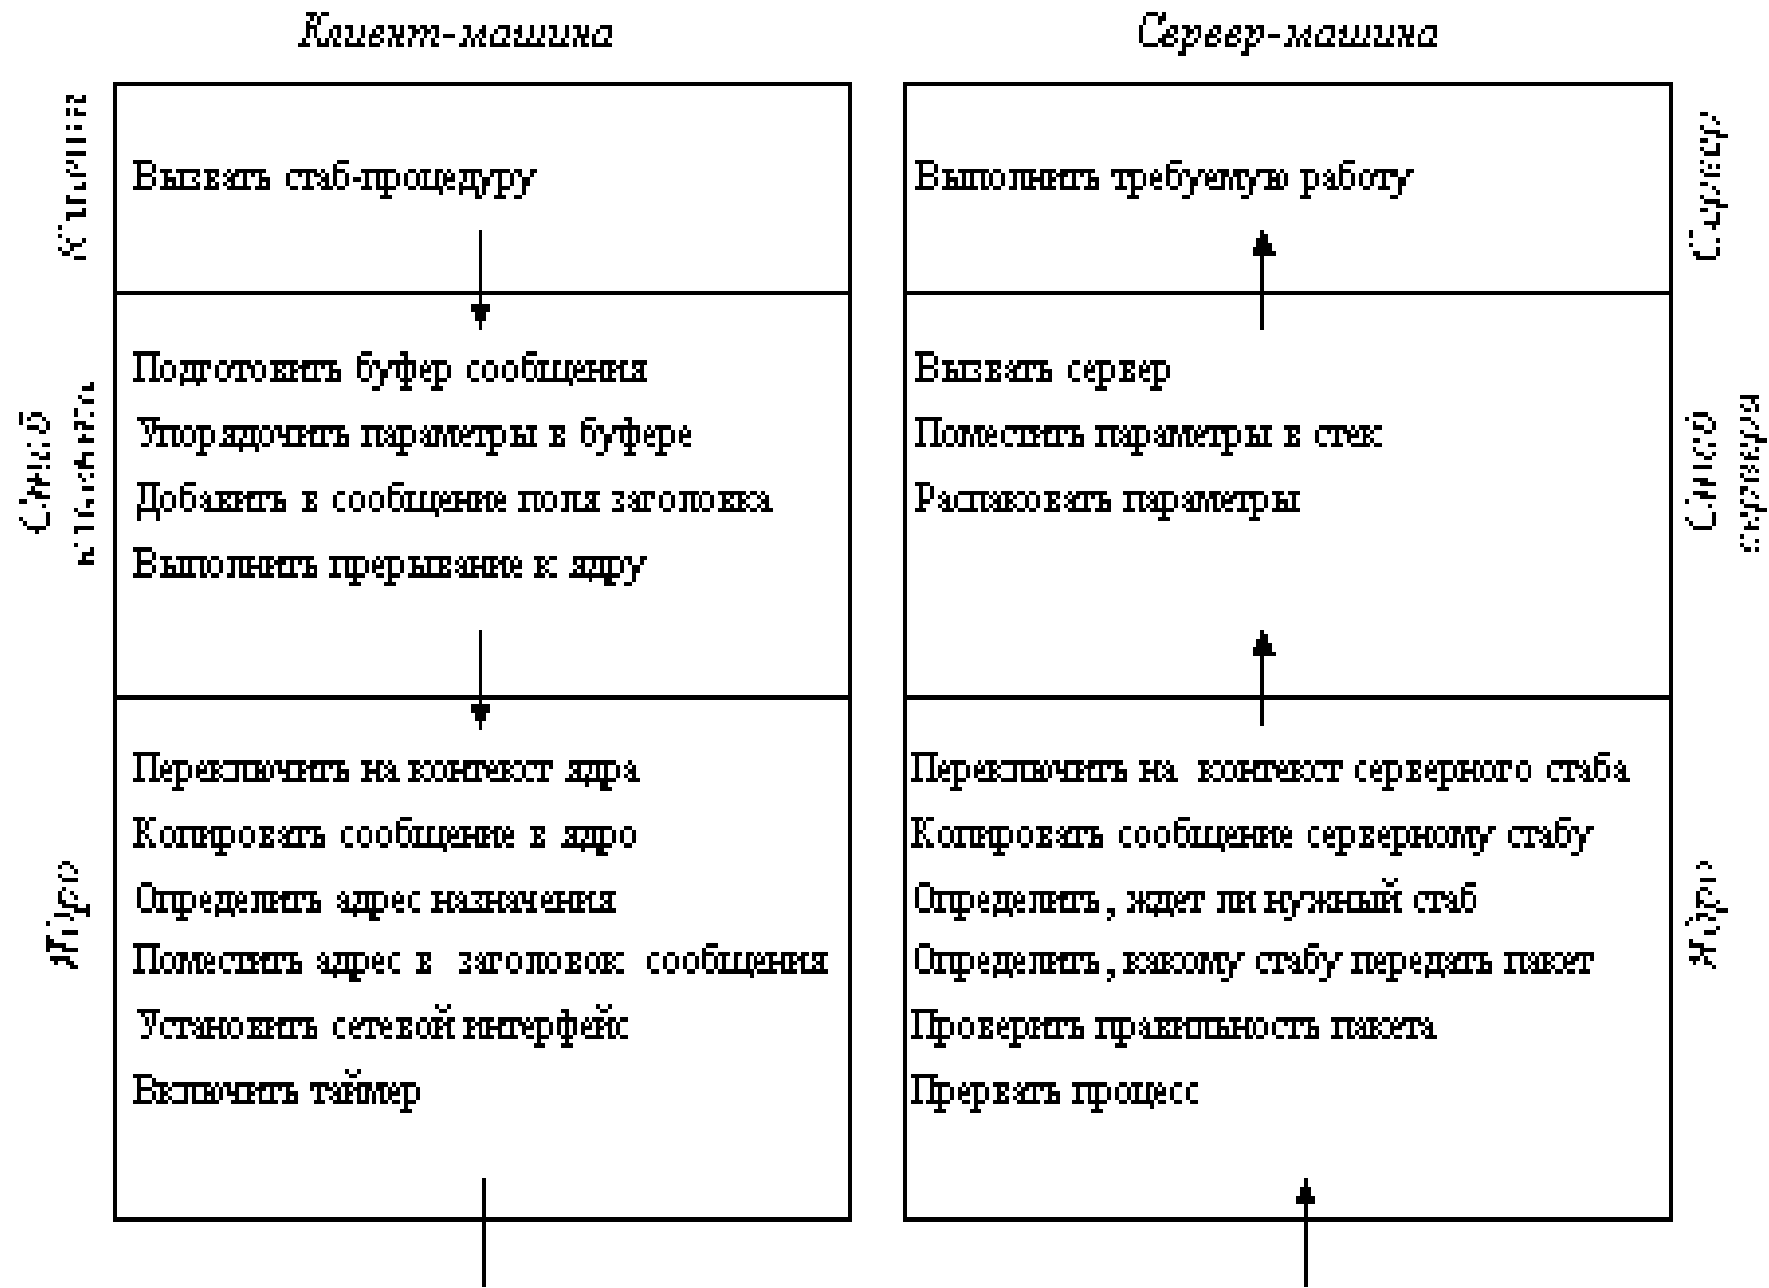 Клиент-машина
Сервер-машина
Клиент
Вызвать стаб-процедуру
Стаб
клиента
Подготовить буфер сообщения
Упорядочить параметры в буфере
Добавить в сообщение поля заголовка
Выполнить прерывание к ядру
Ядро
Переключить на контекст ядра
Копировать сообщение в ядро
Определить адрес назначения
Поместить адрес в заголовок сообщения
Установить сетевой интерфейс
Включить таймер
Выполнить требуемую работу
Сервер
Вызвать сервер
Поместить параметры в стек
Распаковать параметры
Стаб
сервера
Переключить на контекст серверного стаба
Копировать сообщение серверному стабу
Определить, ждет ли нужный стаб
Определить, какому стабу передать пакет
Проверить правильность пакета
Прервать процесс
Ядро